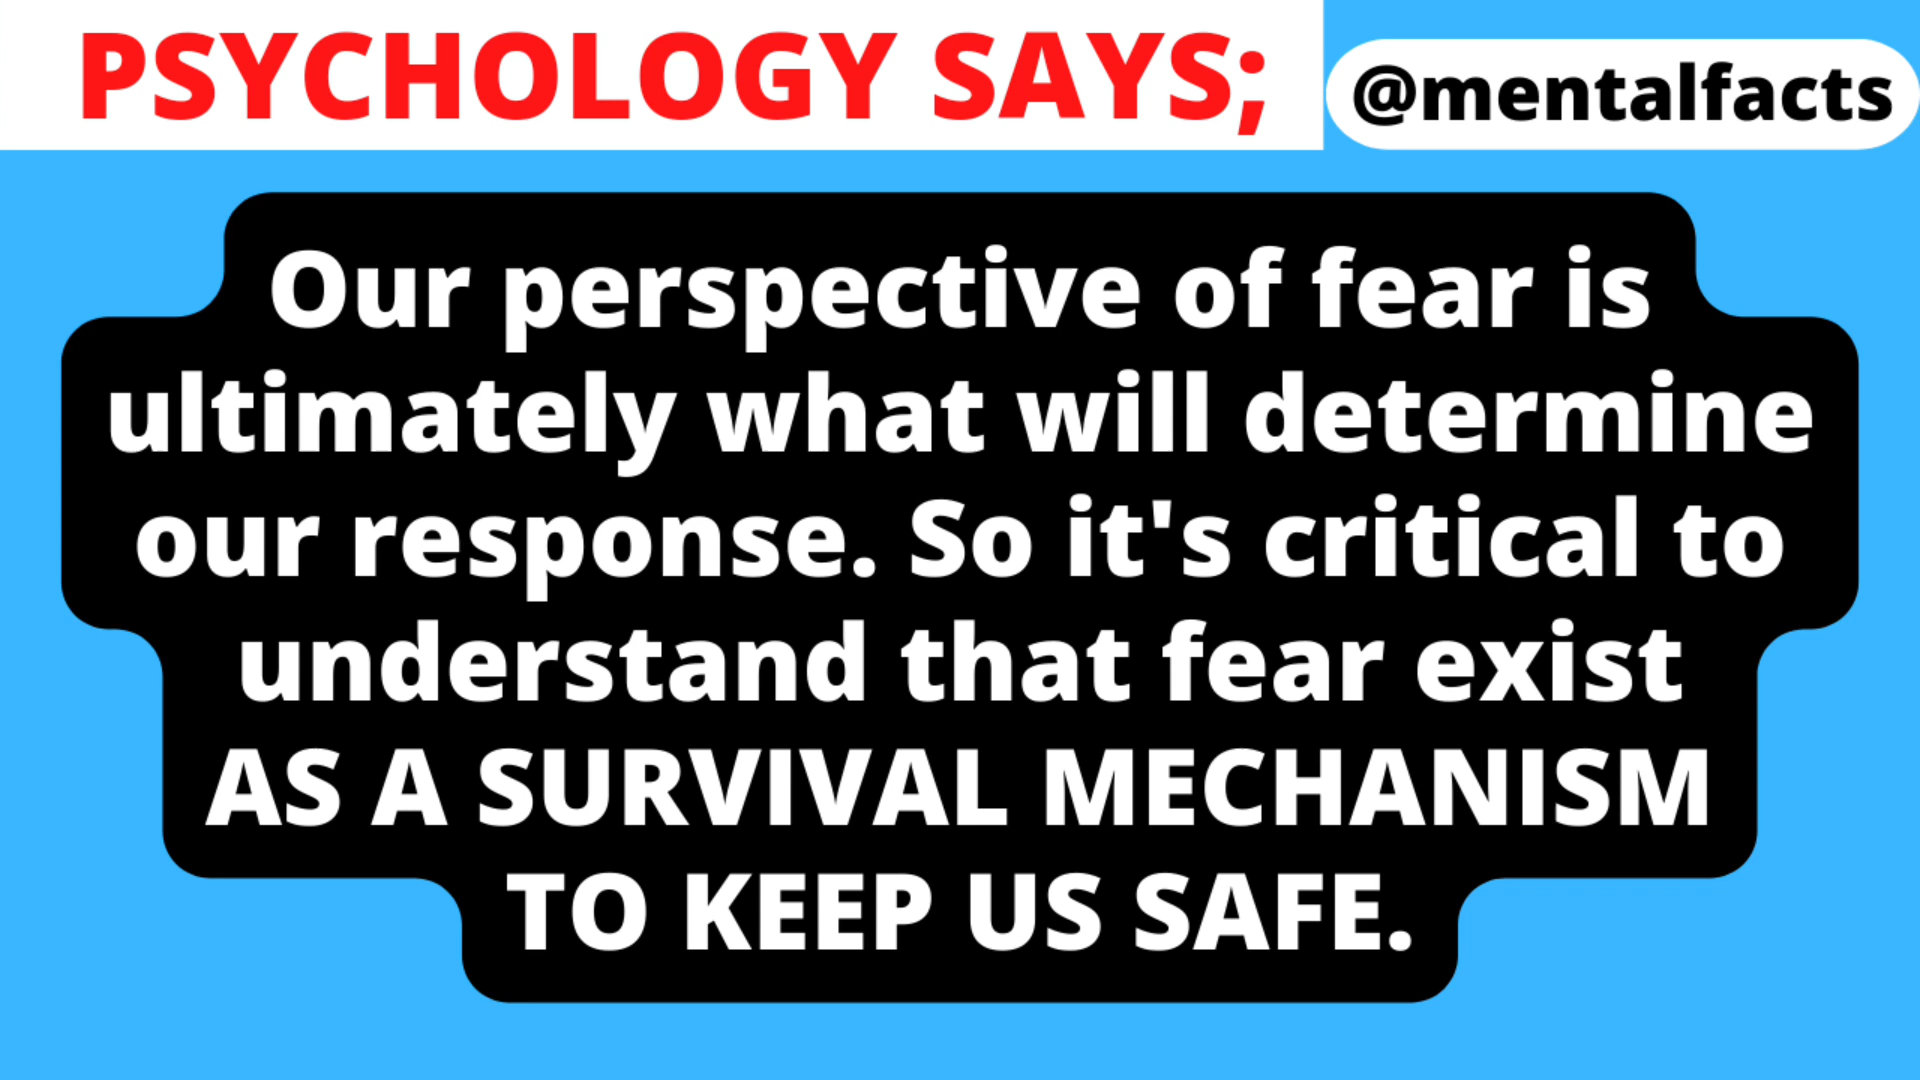 PSYCHOLOGY SAYS;
@mentalfacts
Our perspective of fear is
ultimately what will determine
our response. So it's critical to
understand that fear exist
AS A SURVIVAL MECHANISM
TO KEEP US SAFE.